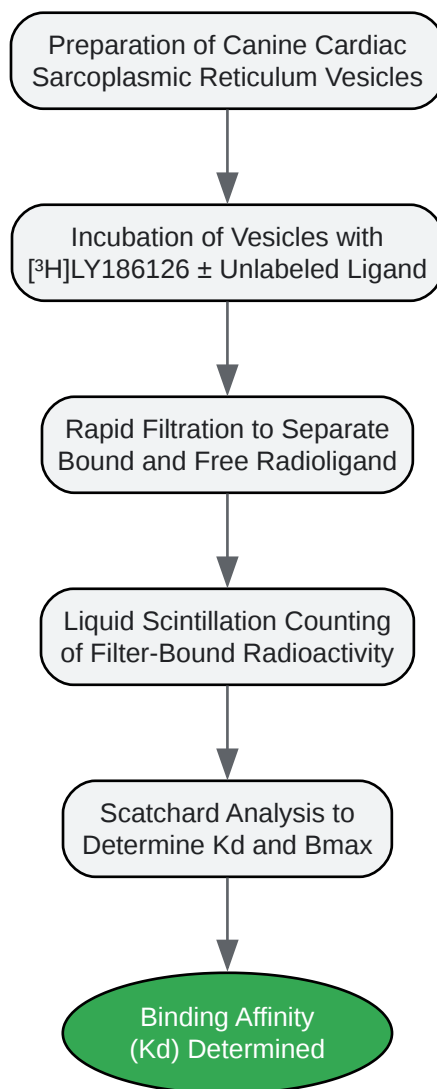 Preparation of Canine Cardiac
Sarcoplasmic Reticulum Vesicles
Incubation of Vesicles with
[³H]LY186126 ± Unlabeled Ligand
Rapid Filtration to Separate
Bound and Free Radioligand
Liquid Scintillation Counting
of Filter-Bound Radioactivity
Scatchard Analysis to
Determine Kd and Bmax
Binding Affinity
(Kd) Determined